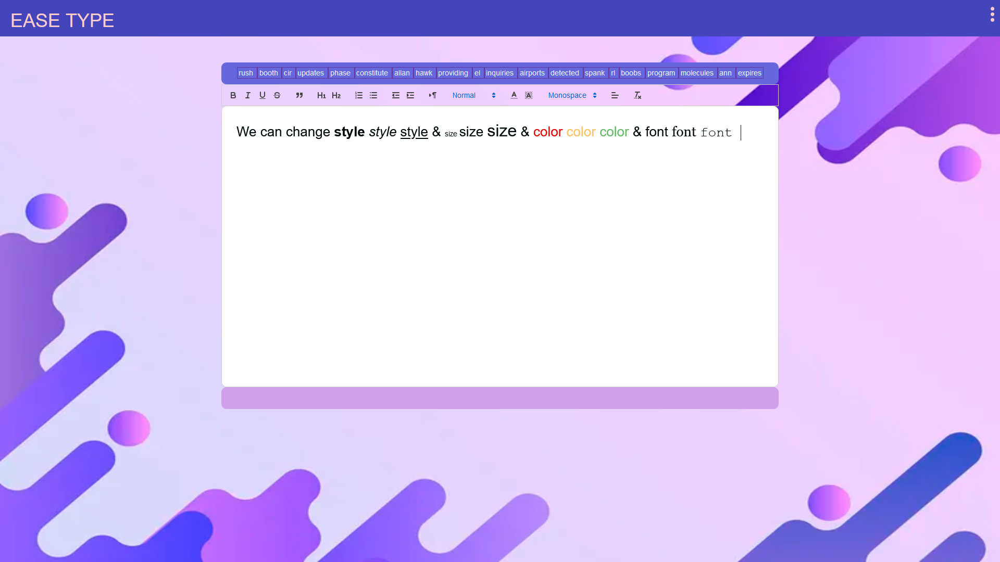 EASE TYPE
rush booth cir updates phase constitute allan hawk providing el inquiries airports detected spank rl boobs program molecules ann expires
B I U S H1 H2 Normal A A Monospace Tx
We can change style style style & size size size & color color color & font font font